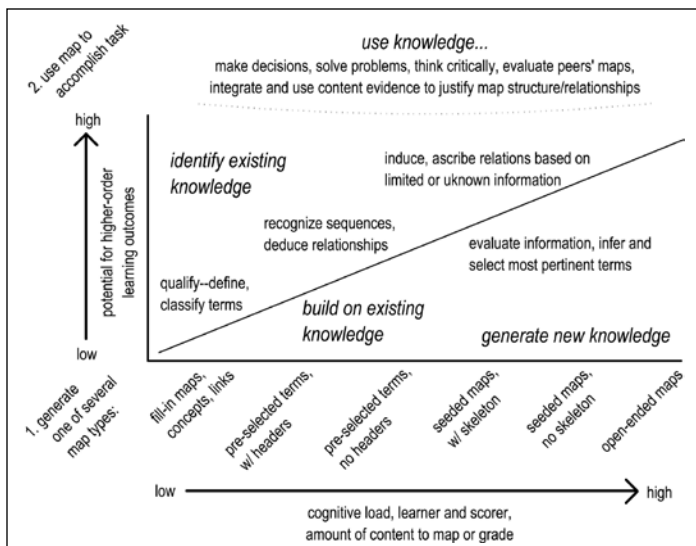 2. use map to
accomplish task
use knowledge...
make decisions, solve problems, think critically, evaluate peers' maps,
integrate and use content evidence to justify map structure/relationships
high
potential for higher-order
learning outcomes
low
identify existing
knowledge
induce, ascribe relations based on
limited or uknown information
recognize sequences,
deduce relationships
evaluate information, infer and
select most pertinent terms
qualify--define,
classify terms
build on existing
knowledge
generate new knowledge
1. generate
one of several
map types:
fill-in maps,
concepts, links
pre-selected terms,
w/ headers
pre-selected terms,
no headers
seeded maps,
w/ skeleton
seeded maps,
no skeleton
open-ended maps
low
high
cognitive load, learner and scorer,
amount of content to map or grade